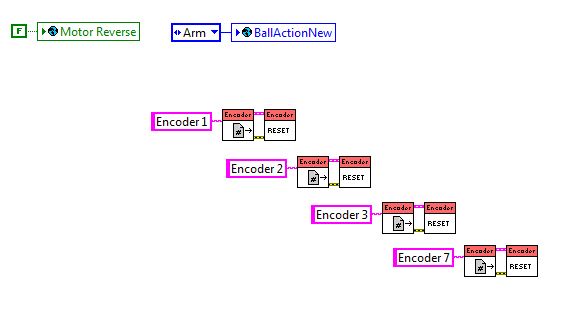 F Motor Reverse Arm BallActionNew
Encoder 1 Encoder Encoder
# RESET
Encoder 2 Encoder Encoder
# RESET
Encoder 3 Encoder Encoder
# RESET
Encoder 7 Encoder Encoder
# RESET